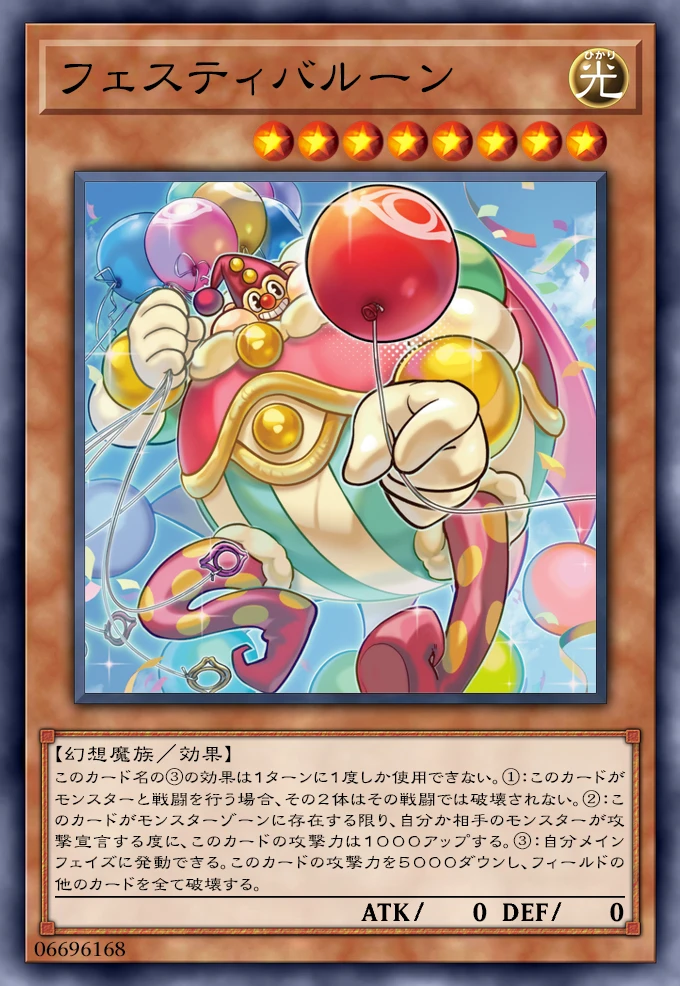 フェスティバルーン
ひかり
光
【幻想魔族／効果】
このカード名の③の効果は１ターンに１度しか使用できない。①：このカードが
モンスターと戦闘を行う場合、その２体はその戦闘では破壊されない。②：こ
のカードがモンスターゾーンに存在する限り、自分か相手のモンスターが攻
撃宣言する度に、このカードの攻撃力は１０００アップする。③：自分メイン
フェイズに発動できる。このカードの攻撃力を５０００ダウンし、フィールドの
他のカードを全て破壊する。
ATK/ 0 DEF/ 0
06696168